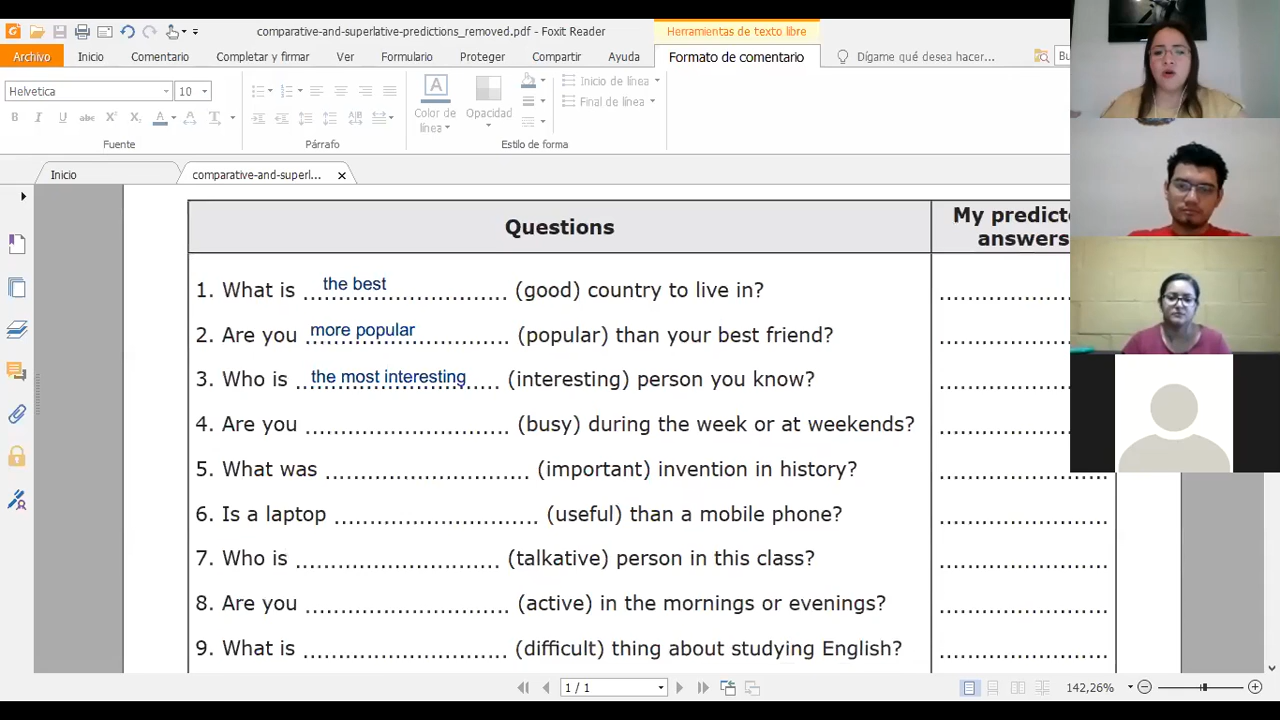 comparative-and-superlative-predictions_removed.pdf - Foxit Reader
Herramientas de texto libre
Archivo Inicio Comentario Completar y firmar Ver Formulario Proteger Compartir Ayuda Formato de comentario Dígame qué desea hacer... Bu
Helvetica 10 Inicio de línea
Color de línea Opacidad Final de línea
Fuente Párrafo Estilo de forma
Inicio comparative-and-superl...
Questions My predicte answers
1. What is the best (good) country to live in?
2. Are you more popular (popular) than your best friend?
3. Who is the most interesting (interesting) person you know?
4. Are you .............................. (busy) during the week or at weekends?
5. What was .............................. (important) invention in history?
6. Is a laptop .............................. (useful) than a mobile phone?
7. Who is .............................. (talkative) person in this class?
8. Are you .............................. (active) in the mornings or evenings?
9. What is .............................. (difficult) thing about studying English?
1 / 1 142,26%